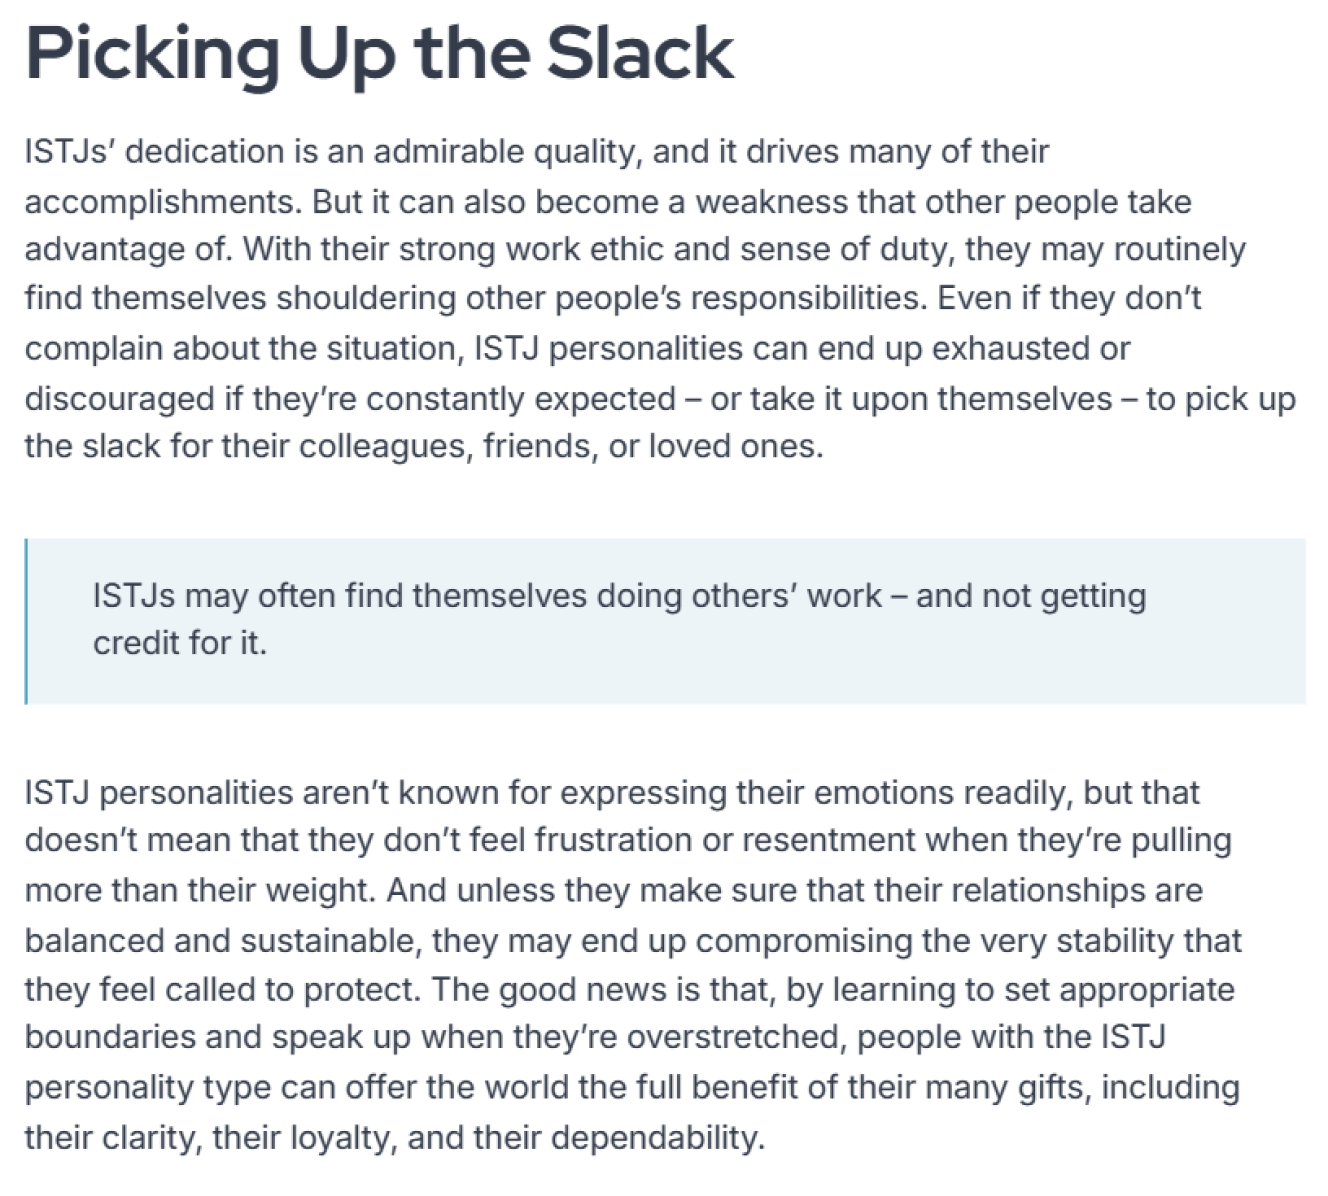 Picking Up the Slack
ISTJs’ dedication is an admirable quality, and it drives many of their
accomplishments. But it can also become a weakness that other people take
advantage of. With their strong work ethic and sense of duty, they may routinely
find themselves shouldering other people’s responsibilities. Even if they don’t
complain about the situation, ISTJ personalities can end up exhausted or
discouraged if they’re constantly expected – or take it upon themselves – to pick up
the slack for their colleagues, friends, or loved ones.
ISTJs may often find themselves doing others’ work – and not getting
credit for it.
ISTJ personalities aren’t known for expressing their emotions readily, but that
doesn’t mean that they don’t feel frustration or resentment when they’re pulling
more than their weight. And unless they make sure that their relationships are
balanced and sustainable, they may end up compromising the very stability that
they feel called to protect. The good news is that, by learning to set appropriate
boundaries and speak up when they’re overstretched, people with the ISTJ
personality type can offer the world the full benefit of their many gifts, including
their clarity, their loyalty, and their dependability.